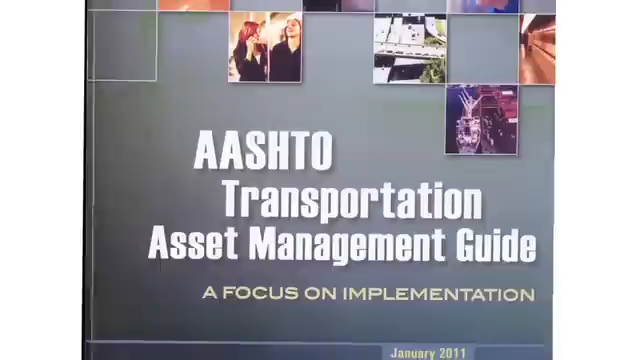 AASHTO
Transportation
Asset Management Guide
A FOCUS ON IMPLEMENTATION
January 2011